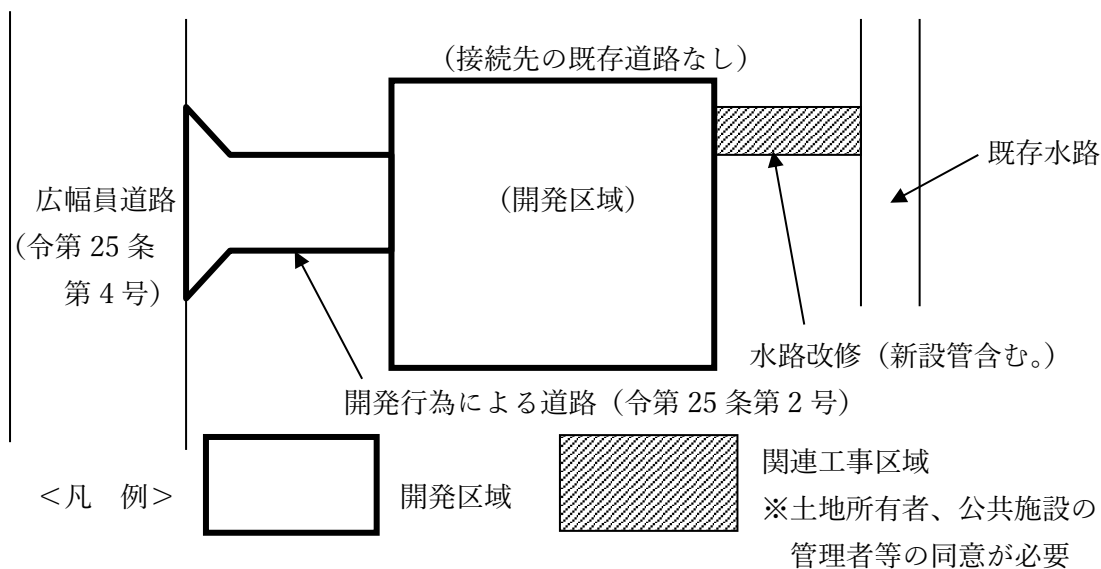 (接続先の既存道路なし)
既存水路
広幅員道路
(令第 25 条
第 4 号)
(開発区域)
水路改修(新設管含む。)
開発行為による道路(令第 25 条第 2 号)
<凡 例>
開発区域
関連工事区域
※土地所有者、公共施設の
管理者等の同意が必要